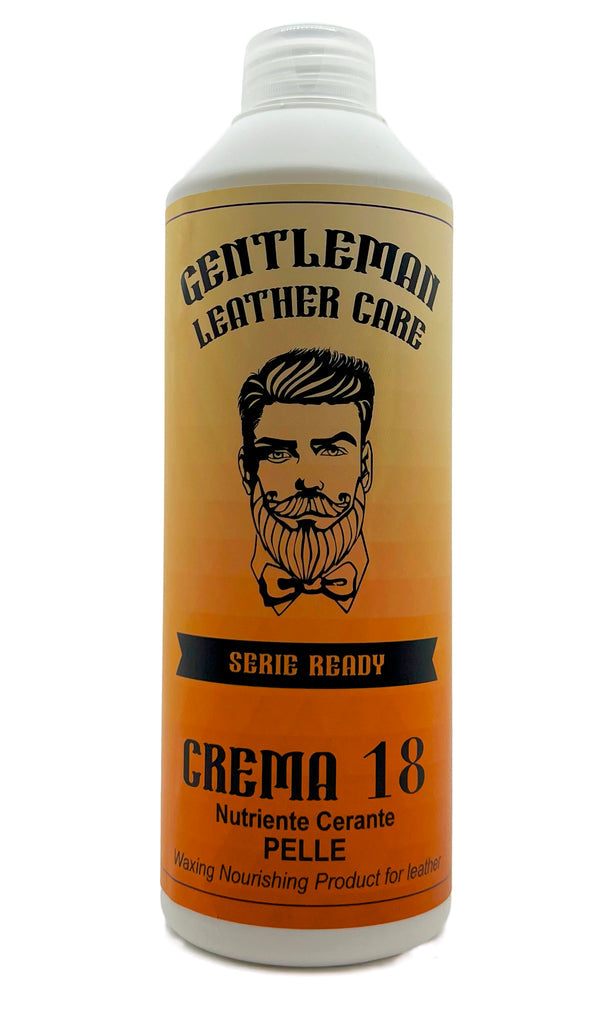 GENTLEMAN
LEATHER CARE
SERIE READY
CREMA 18
Nutriente Cerante
PELLE
Waxing Nourishing Product for leather